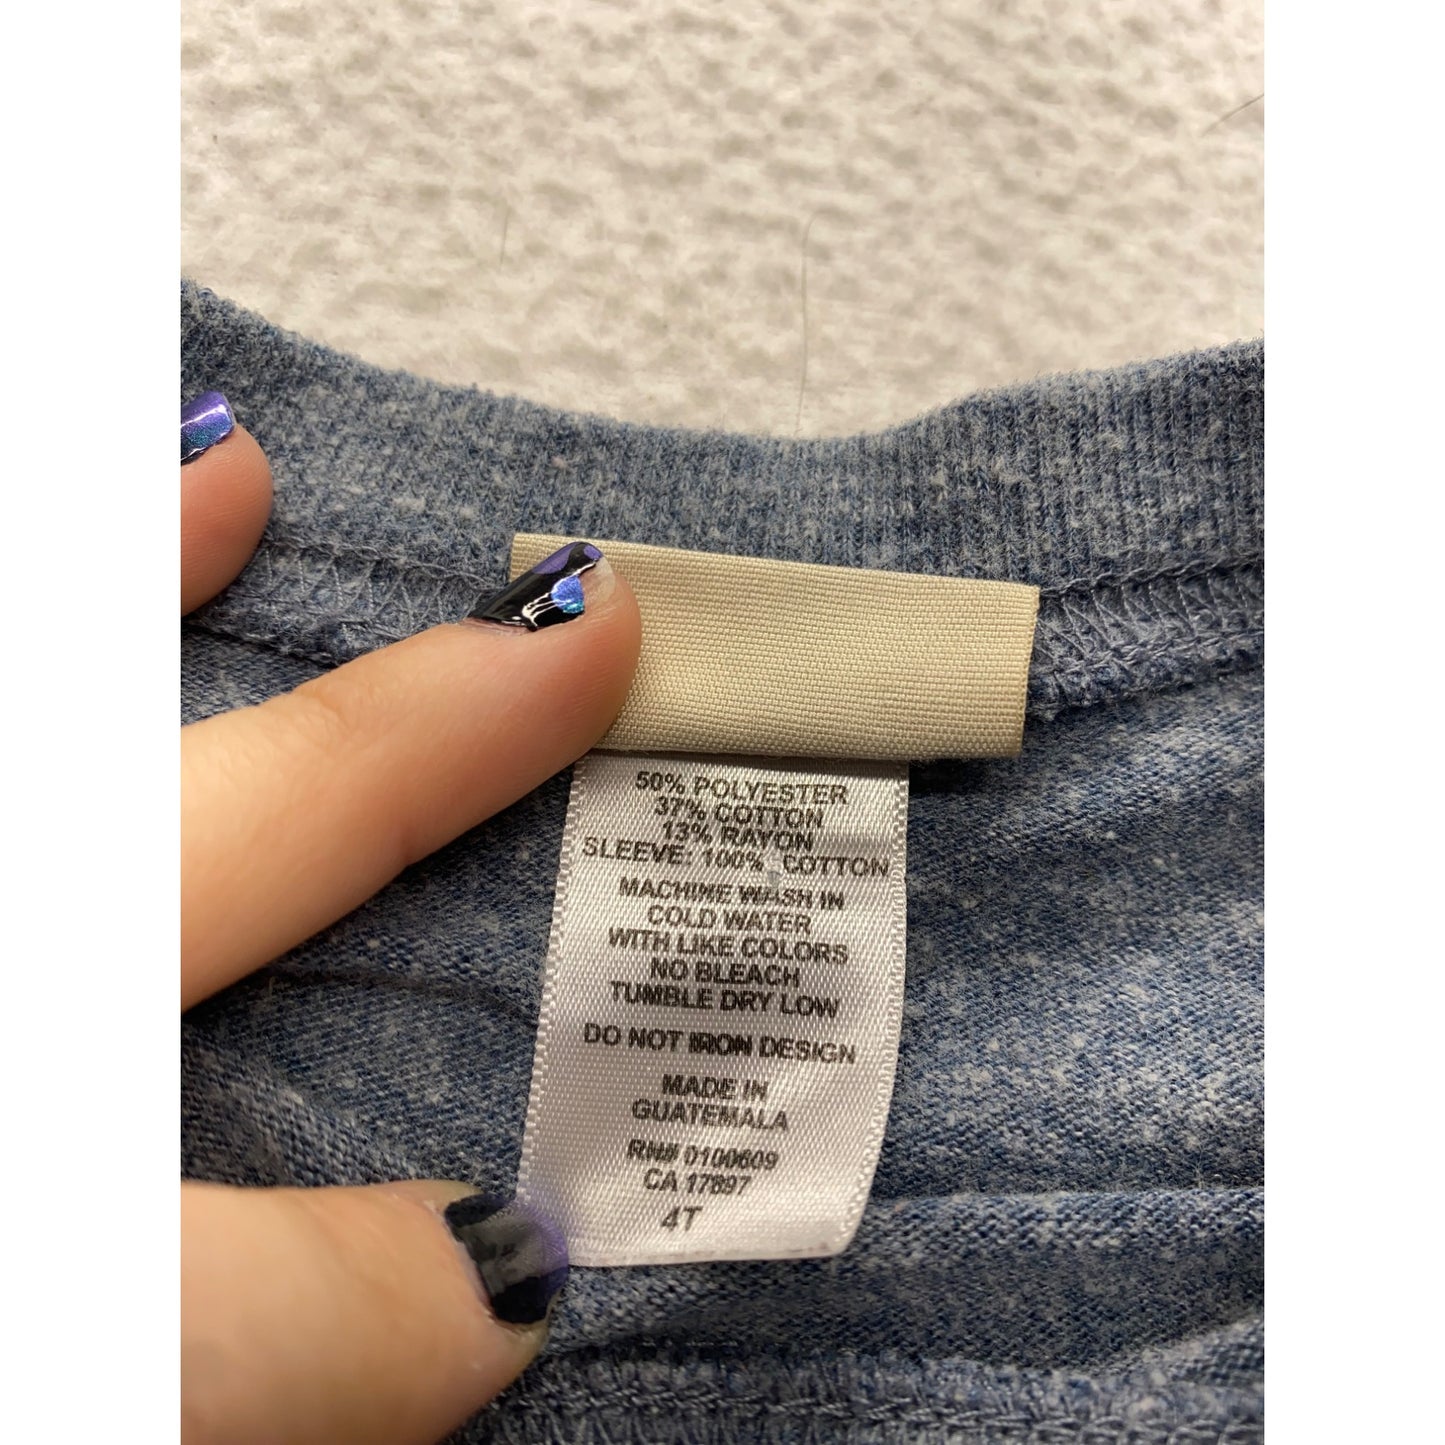 50% POLYESTER
37% COTTON
13% RAYON
SLEEVE: 100% COTTON
MACHINE WASH IN
COLD WATER
WITH LIKE COLORS
NO BLEACH
TUMBLE DRY LOW
DO NOT IRON DESIGN
MADE IN
GUATEMALA
RN# 0100609
CA 17897
4T